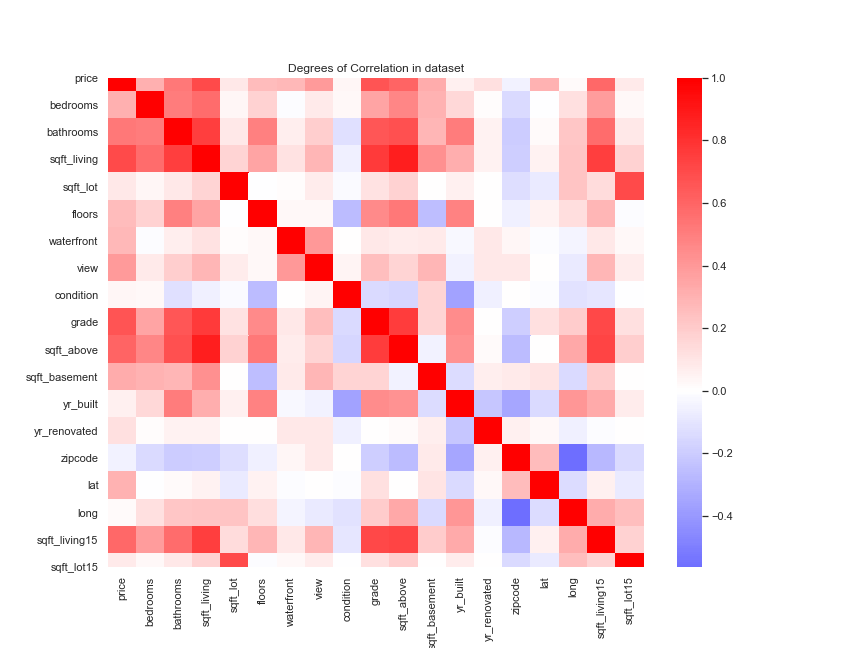 Degrees of Correlation in dataset
price
bedrooms
bathrooms
sqft_living
sqft_lot
floors
waterfront
view
condition
grade
sqft_above
sqft_basement
yr_built
yr_renovated
zipcode
lat
long
sqft_living15
sqft_lot15
price
bedrooms
bathrooms
sqft_living
sqft_lot
floors
waterfront
view
condition
grade
sqft_above
sqft_basement
yr_built
yr_renovated
zipcode
lat
long
sqft_living15
sqft_lot15
1.0
0.8
0.6
0.4
0.2
0.0
−0.2
−0.4